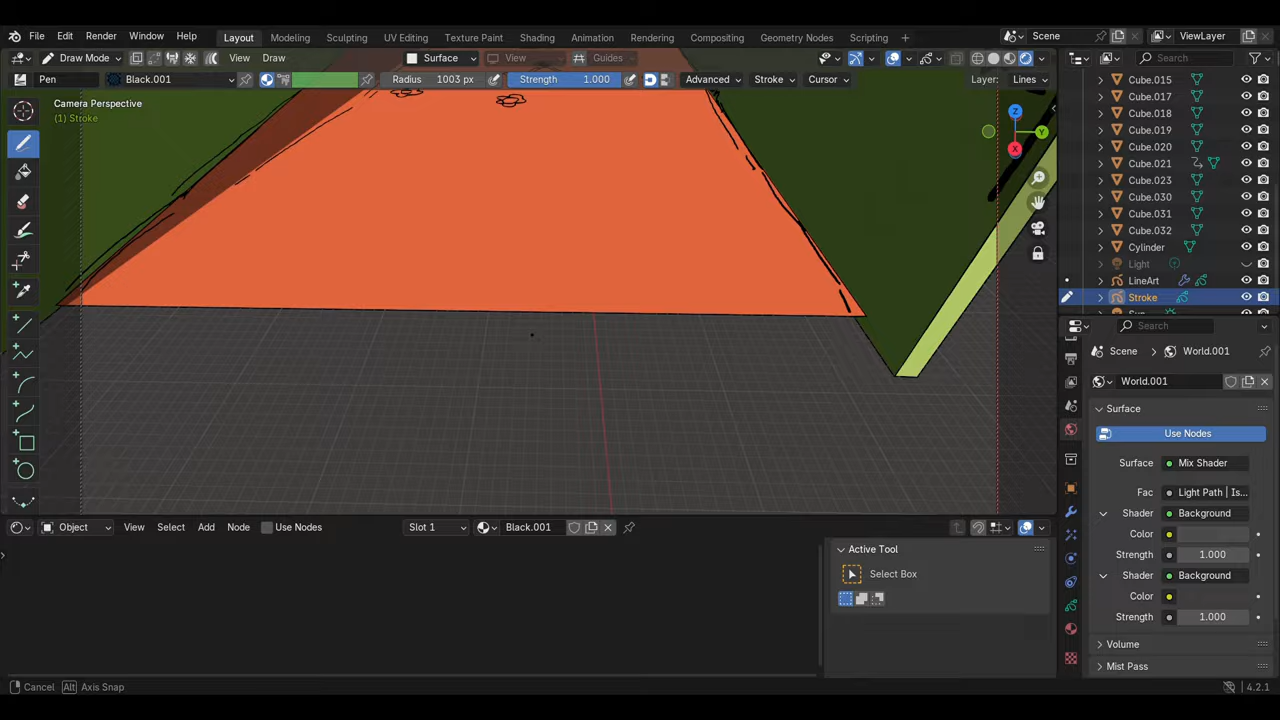 File Edit Render Window Help Layout Modeling Sculpting UV Editing Texture Paint Shading Animation Rendering Compositing Geometry Nodes Scripting Scene ViewLayer
Draw Mode View Draw Surface View Guides Search
Pen Black.001 Radius 1003 px Strength 1.000 Advanced Stroke Cursor Layer: Lines
Camera Perspective
(1) Stroke
Z
Y
X
Cube.015
Cube.017
Cube.018
Cube.019
Cube.020
Cube.021
Cube.023
Cube.030
Cube.031
Cube.032
Cylinder
Light
LineArt
Stroke
Search
Scene World.001
World.001
Surface
Use Nodes
Surface Mix Shader
Fac Light Path | Is...
Shader Background
Color
Strength 1.000
Shader Background
Color
Strength 1.000
Volume
Mist Pass
Object View Select Add Node Use Nodes Slot 1 Black.001
Active Tool
Select Box
Cancel Alt Axis Snap 4.2.1